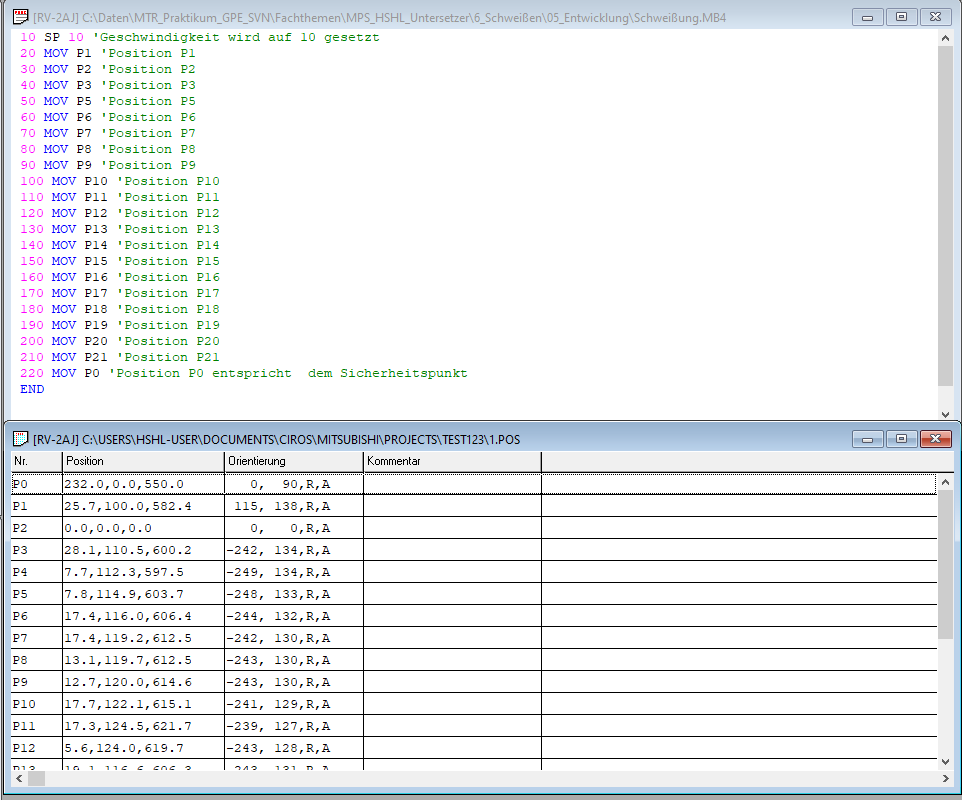 [RV-2AJ] C:\Daten\MTR_Praktikum_GPE_SVN\Fachthemen\MPS_HSHL_Untersetzer\6_Schweißen\05_Entwicklung\Schweißung.MB4
10 SP 10 'Geschwindigkeit wird auf 10 gesetzt
20 MOV P1 'Position P1
30 MOV P2 'Position P2
40 MOV P3 'Position P3
50 MOV P5 'Position P5
60 MOV P6 'Position P6
70 MOV P7 'Position P7
80 MOV P8 'Position P8
90 MOV P9 'Position P9
100 MOV P10 'Position P10
110 MOV P11 'Position P11
120 MOV P12 'Position P12
130 MOV P13 'Position P13
140 MOV P14 'Position P14
150 MOV P15 'Position P15
160 MOV P16 'Position P16
170 MOV P17 'Position P17
180 MOV P18 'Position P18
190 MOV P19 'Position P19
200 MOV P20 'Position P20
210 MOV P21 'Position P21
220 MOV P0 'Position P0 entspricht  dem Sicherheitspunkt
END
[RV-2AJ] C:\USERS\HSHL-USER\DOCUMENTS\CIROS\MITSUBISHI\PROJECTS\TEST123\1.POS
Nr. Position Orientierung Kommentar
P0 232.0,0.0,550.0 0, 90,R,A
P1 25.7,100.0,582.4 115, 138,R,A
P2 0.0,0.0,0.0 0, 0,R,A
P3 28.1,110.5,600.2 -242, 134,R,A
P4 7.7,112.3,597.5 -249, 134,R,A
P5 7.8,114.9,603.7 -248, 133,R,A
P6 17.4,116.0,606.4 -244, 132,R,A
P7 17.4,119.2,612.5 -242, 130,R,A
P8 13.1,119.7,612.5 -243, 130,R,A
P9 12.7,120.0,614.6 -243, 130,R,A
P10 17.7,122.1,615.1 -241, 129,R,A
P11 17.3,124.5,621.7 -239, 127,R,A
P12 5.6,124.0,619.7 -243, 128,R,A